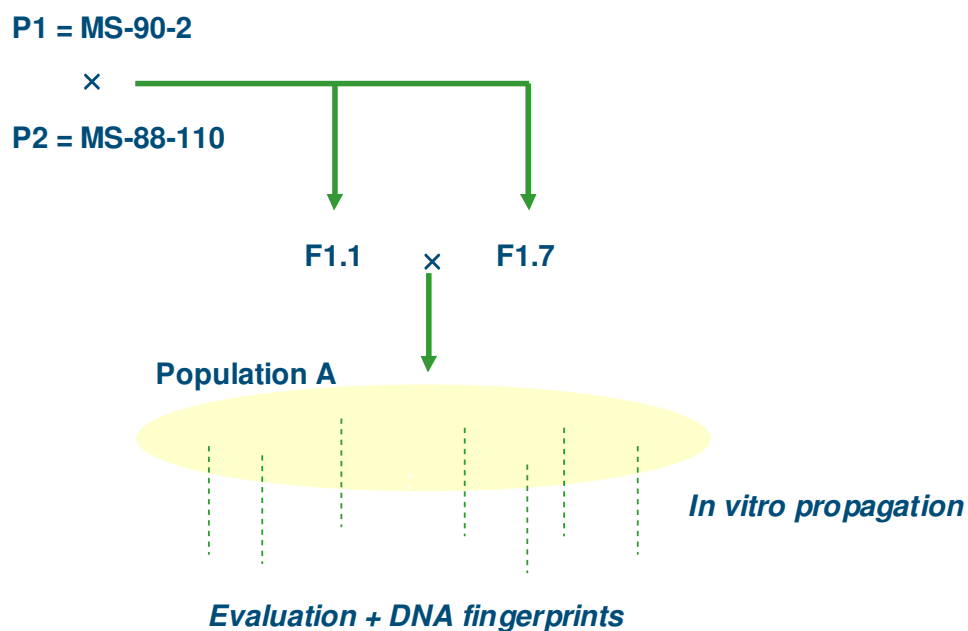 P1 = MS-90-2
×
P2 = MS-88-110
F1.1 × F1.7
Population A
In vitro propagation
Evaluation + DNA fingerprints